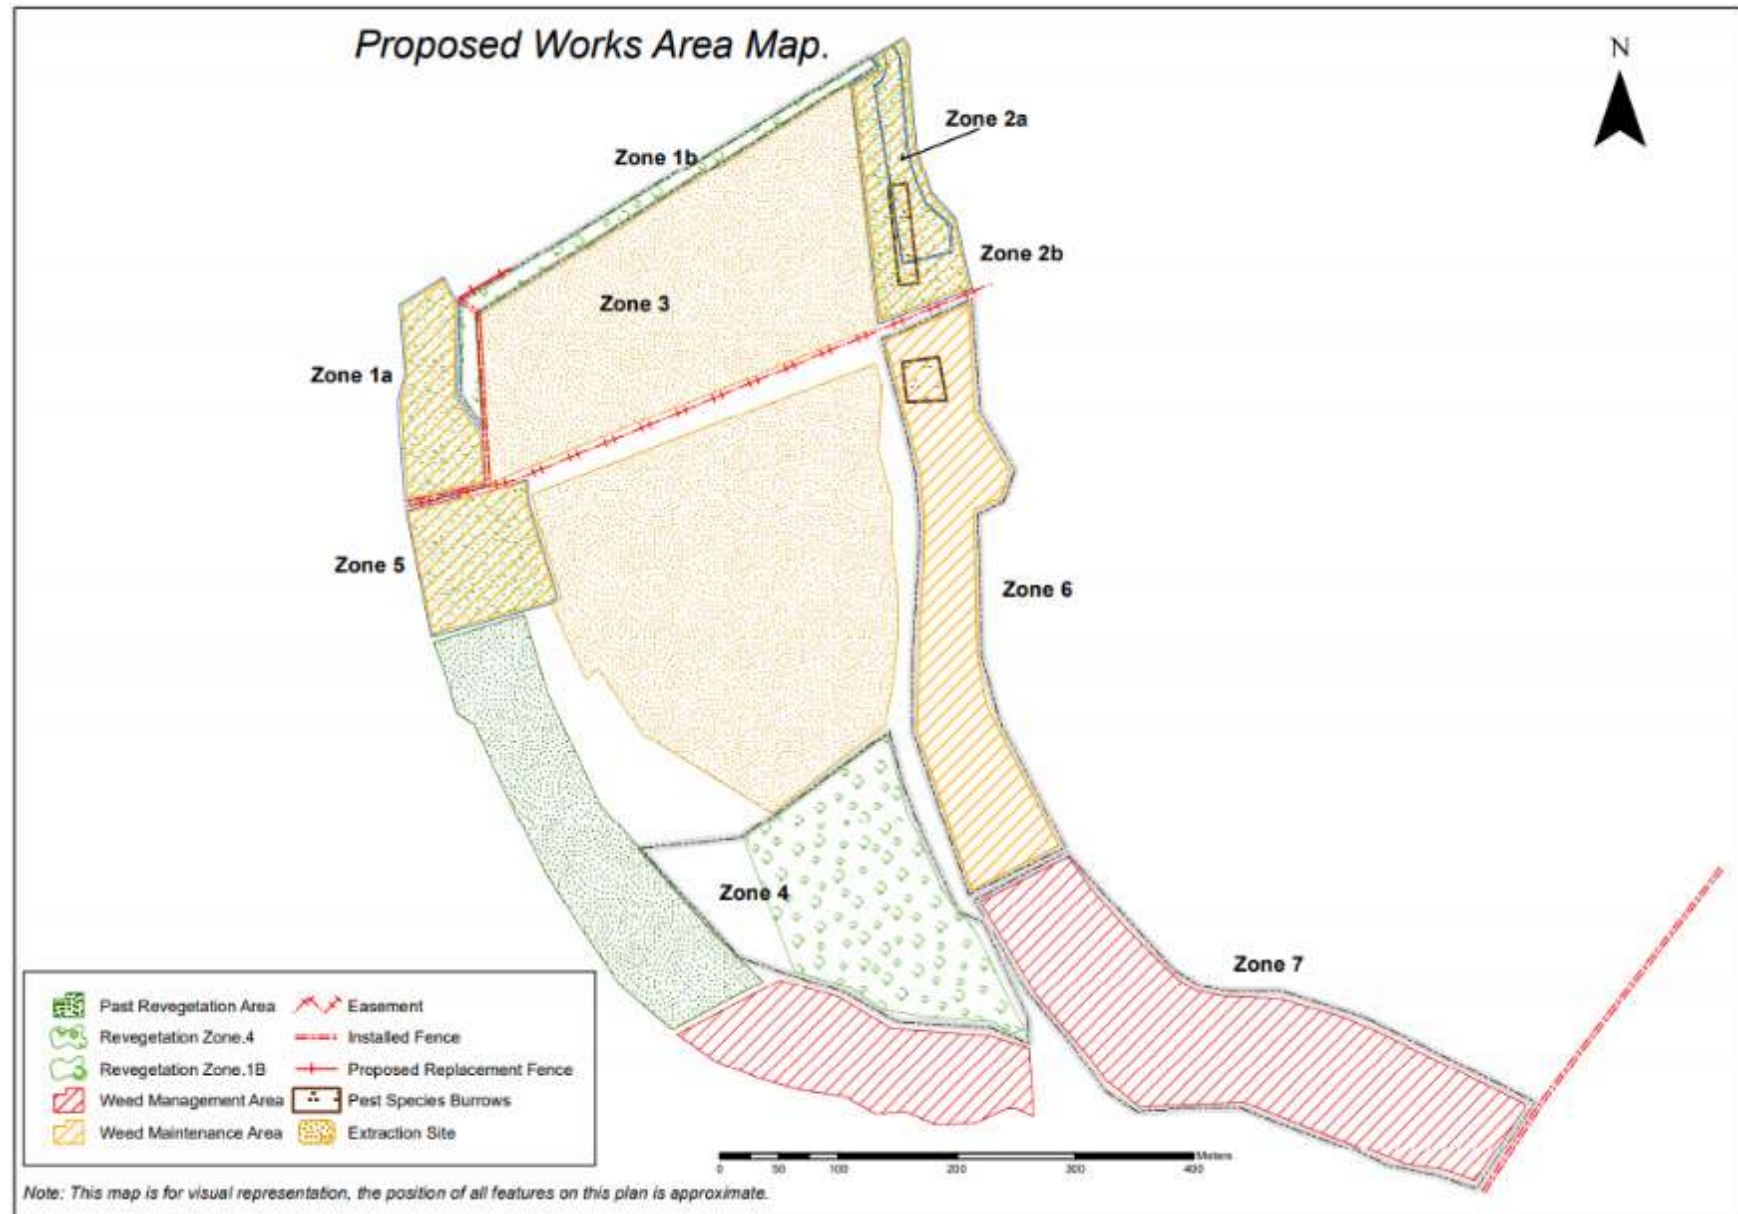 Proposed Works Area Map.
N
Zone 2a
Zone 1b
Zone 2b
Zone 3
Zone 1a
Zone 5
Zone 6
Zone 4
Zone 7
Past Revegetation Area
Easement
Revegetation Zone.4
Installed Fence
Revegetation Zone.1B
Proposed Replacement Fence
Weed Management Area
Pest Species Burrows
Weed Maintenance Area
Extraction Site
Meters
0 50 100 200 300 400
Note: This map is for visual representation, the position of all features on this plan is approximate.